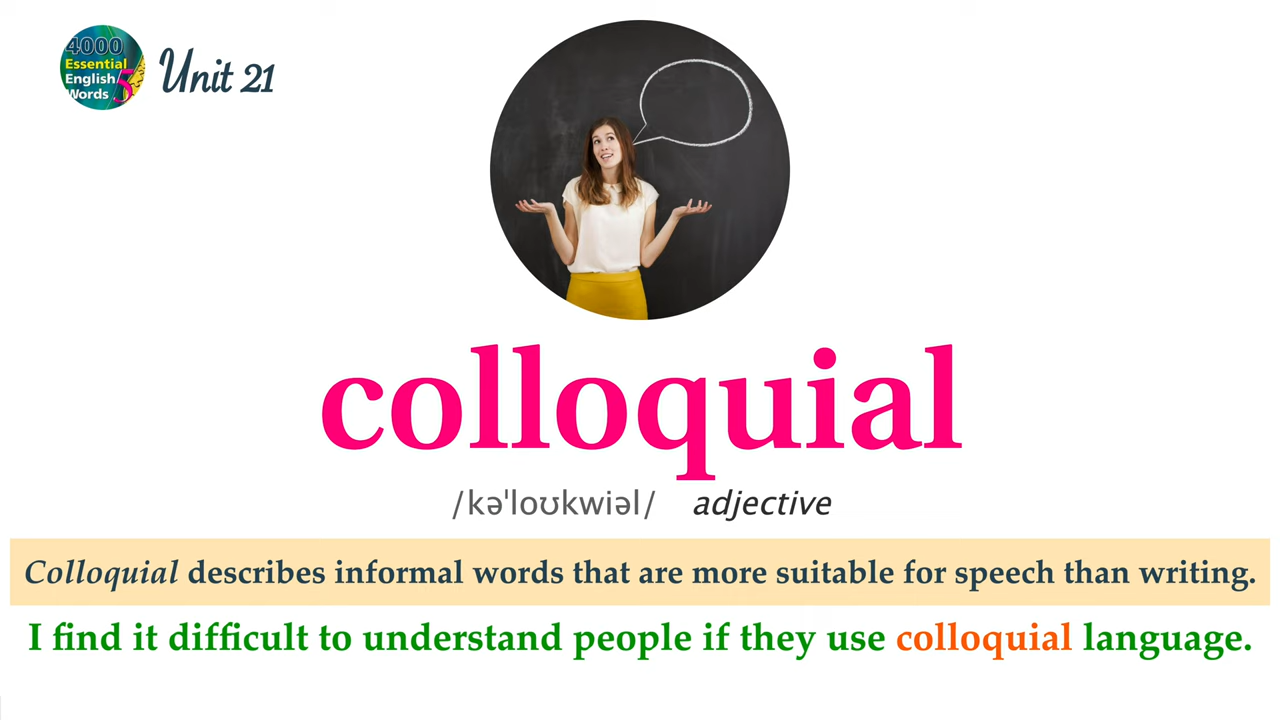 4000
Essential
English
Words 5
Unit 21
colloquial
/kəˈloʊkwiəl/ adjective
Colloquial describes informal words that are more suitable for speech than writing.
I find it difficult to understand people if they use colloquial language.